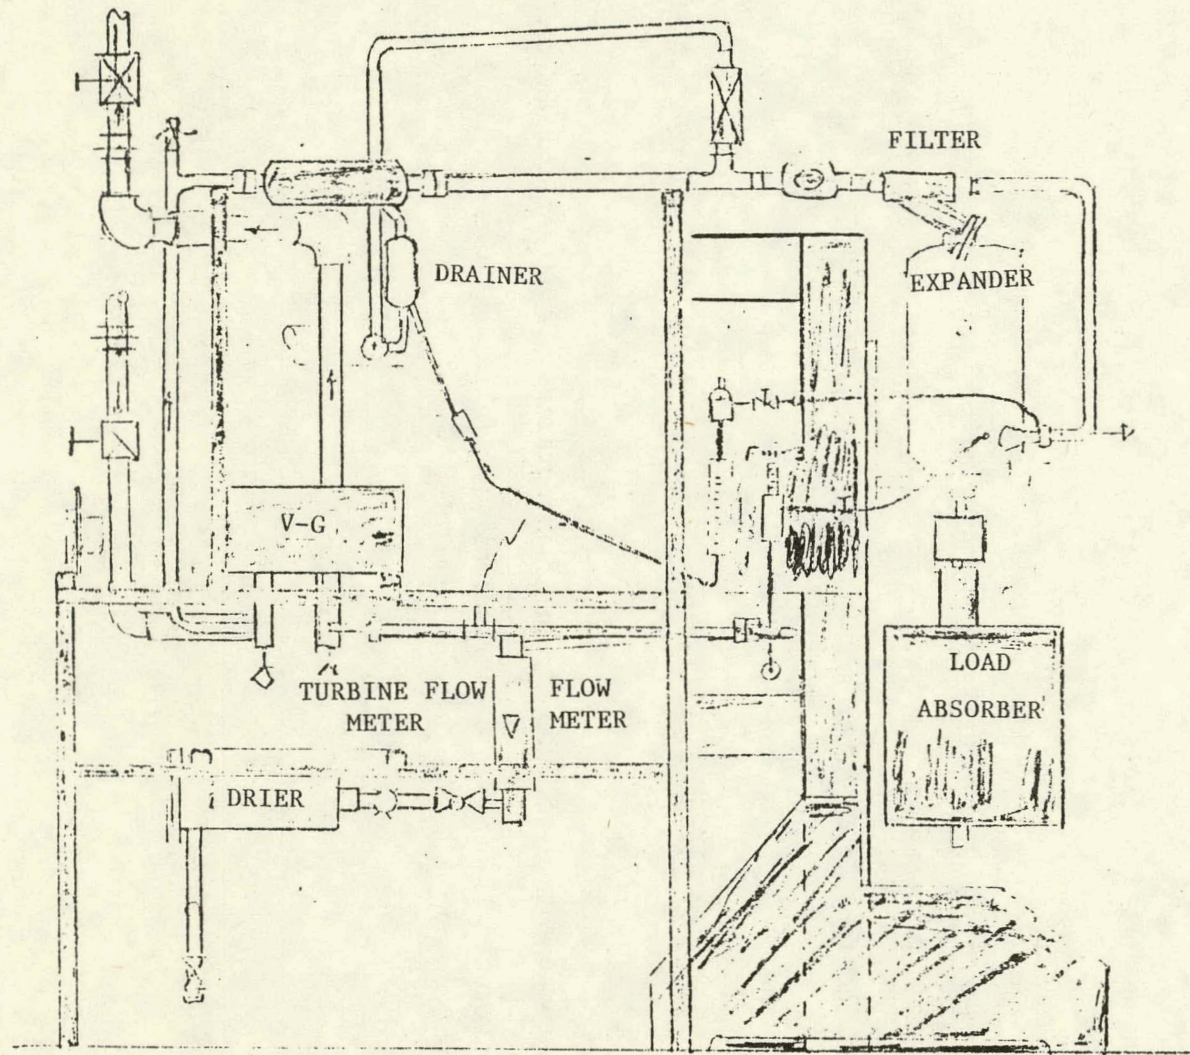 FILTER
DRAINER
EXPANDER
V-G
TURBINE FLOW
METER
FLOW
METER
LOAD
ABSORBER
DRIER